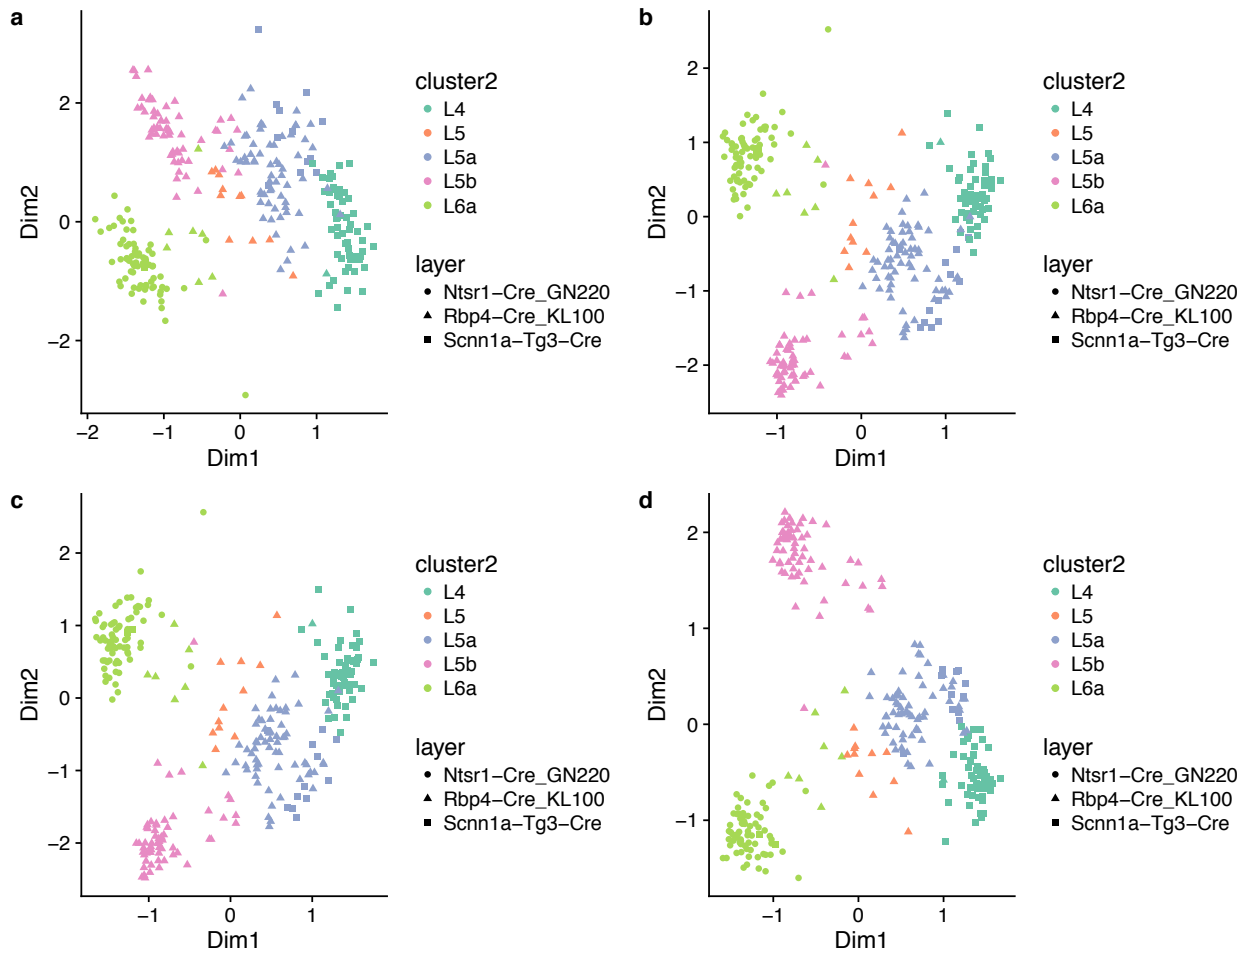 a
2
0
−2
−2
−1
0
1
Dim1
Dim2
cluster2
L4
L5
L5a
L5b
L6a
layer
Ntsr1−Cre_GN220
Rbp4−Cre_KL100
Scnn1a−Tg3−Cre
b
2
1
0
−1
−2
−1
0
1
Dim1
Dim2
cluster2
L4
L5
L5a
L5b
L6a
layer
Ntsr1−Cre_GN220
Rbp4−Cre_KL100
Scnn1a−Tg3−Cre
c
2
1
0
−1
−2
−1
0
1
Dim1
Dim2
cluster2
L4
L5
L5a
L5b
L6a
layer
Ntsr1−Cre_GN220
Rbp4−Cre_KL100
Scnn1a−Tg3−Cre
d
2
1
0
−1
−1
0
1
Dim1
Dim2
cluster2
L4
L5
L5a
L5b
L6a
layer
Ntsr1−Cre_GN220
Rbp4−Cre_KL100
Scnn1a−Tg3−Cre